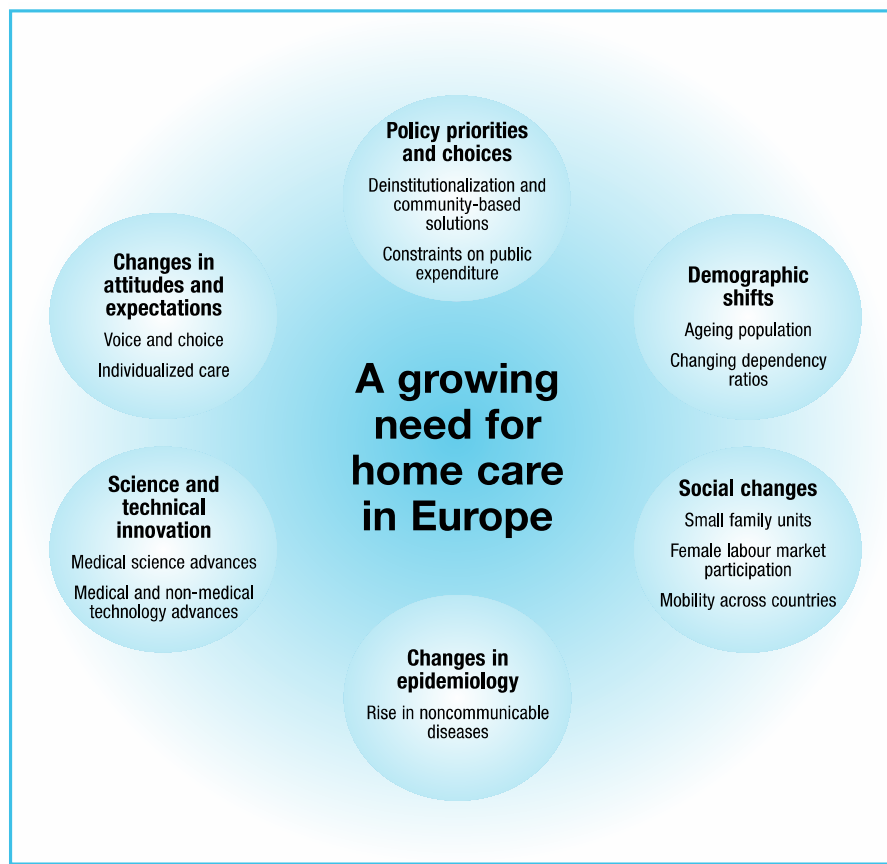 Policy priorities
and choices
Deinstitutionalization and
community-based
solutions
Constraints on public
expenditure
Changes in
attitudes and
expectations
Voice and choice
Individualized care
Demographic
shifts
Ageing population
Changing dependency
ratios
A growing
need for
home care
in Europe
Science and
technical
innovation
Medical science advances
Medical and non-medical
technology advances
Social changes
Small family units
Female labour market
participation
Mobility across countries
Changes in
epidemiology
Rise in noncommunicable
diseases